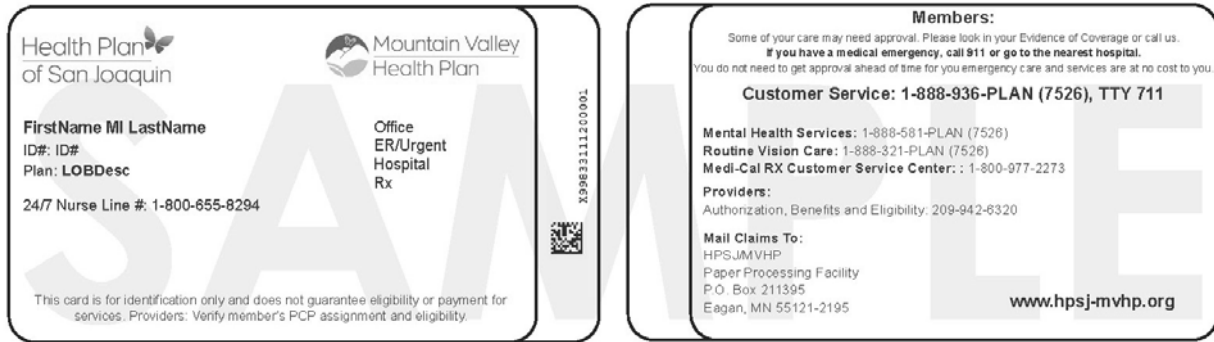 Health Plan
of San Joaquin
Mountain Valley
Health Plan
FirstName MI LastName
ID#: ID#
Plan: LOBDesc
24/7 Nurse Line #: 1-800-655-8294
Office
ER/Urgent
Hospital
Rx
X99833111200001
This card is for identification only and does not guarantee eligibility or payment for
services. Providers: Verify member's PCP assignment and eligibility.
Members:
Some of your care may need approval. Please look in your Evidence of Coverage or call us.
If you have a medical emergency, call 911 or go to the nearest hospital.
You do not need to get approval ahead of time for you emergency care and services are at no cost to you.
Customer Service: 1-888-936-PLAN (7526), TTY 711
Mental Health Services: 1-888-581-PLAN (7526)
Routine Vision Care: 1-888-321-PLAN (7526)
Medi-Cal RX Customer Service Center: : 1-800-977-2273
Providers:
Authorization, Benefits and Eligibility: 209-942-6320
Mail Claims To:
HPSJ/MVHP
Paper Processing Facility
P.O. Box 211395
Eagan, MN 55121-2195
www.hpsj-mvhp.org
SAMPLE